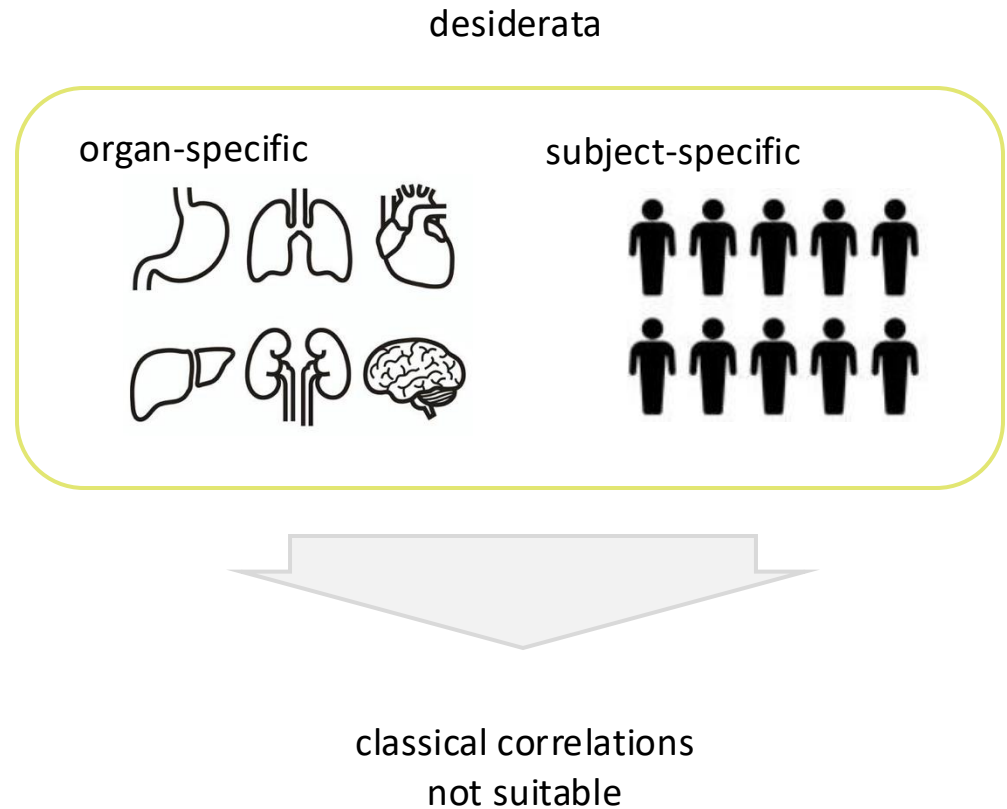 desiderata
organ-specific
subject-specific
classical correlations
not suitable